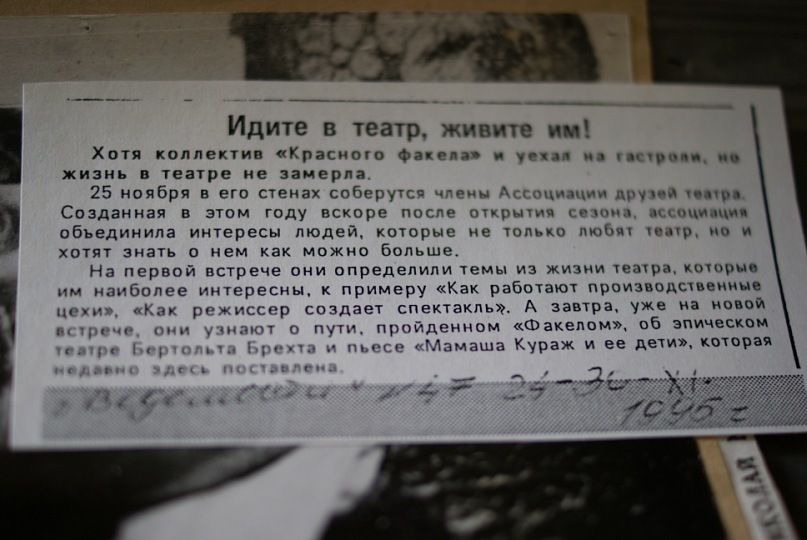 Идите в театр, живите им!
Хотя коллектив «Красного факела» и уехал на гастроли, но
жизнь в театре не замерла.
25 ноября в его стенах соберутся члены Ассоциации друзей театра.
Созданная в этом году вскоре после открытия сезона, ассоциация
объединила интересы людей, которые не только любят театр, но и
хотят знать о нем как можно больше.
На первой встрече они определили темы из жизни театра, которые
им наиболее интересны, к примеру «Как работают производственные
цехи», «Как режиссер создает спектакль». А завтра, уже на новой
встрече, они узнают о пути, пройденном «Факелом», об эпическом
театре Бертольта Брехта и пьесе «Мамаша Кураж и ее дети», которая
недавно здесь поставлена.
"Ведомости" № 47 24-30-XI.
1995 г